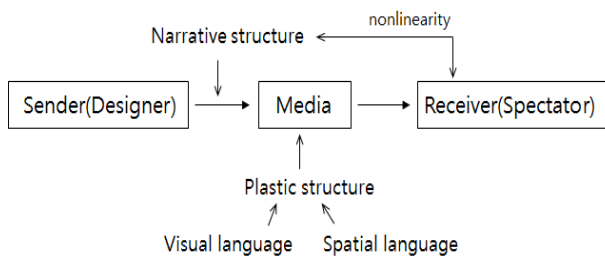 nonlinearity
Narrative structure
Sender(Designer)
Media
Receiver(Spectator)
Plastic structure
Visual language
Spatial language